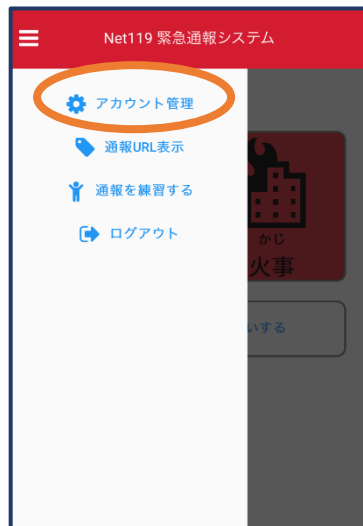 Net119 緊急通報システム
アカウント管理
通報URL表示
通報を練習する
ログアウト
かじ
火事
いする